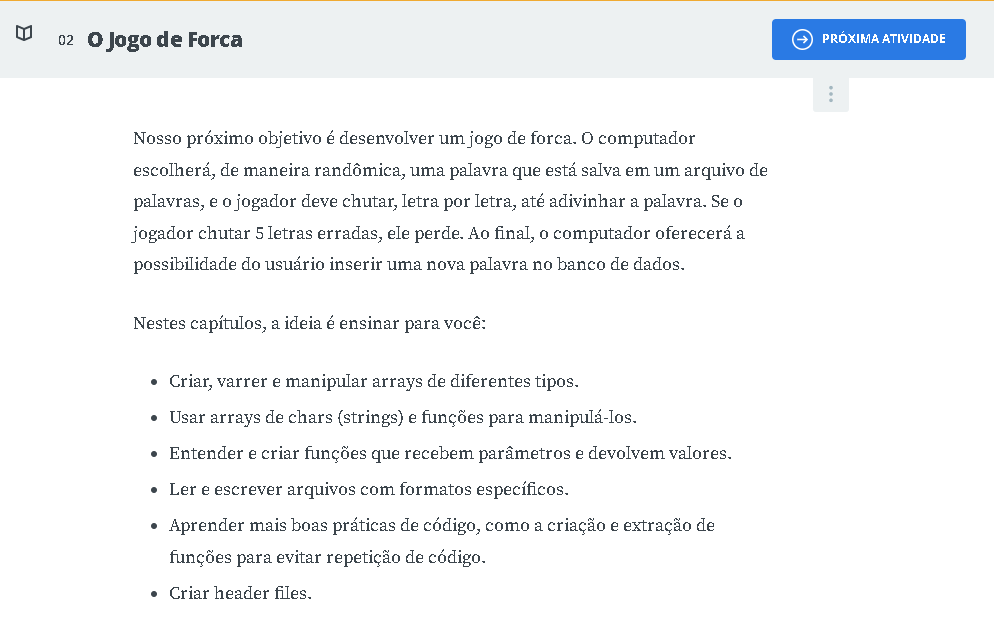 02 O Jogo de Forca
PRÓXIMA ATIVIDADE
Nosso próximo objetivo é desenvolver um jogo de forca. O computador
escolherá, de maneira randômica, uma palavra que está salva em um arquivo de
palavras, e o jogador deve chutar, letra por letra, até adivinhar a palavra. Se o
jogador chutar 5 letras erradas, ele perde. Ao final, o computador oferecerá a
possibilidade do usuário inserir uma nova palavra no banco de dados.
Nestes capítulos, a ideia é ensinar para você:
• Criar, varrer e manipular arrays de diferentes tipos.
• Usar arrays de chars (strings) e funções para manipulá-los.
• Entender e criar funções que recebem parâmetros e devolvem valores.
• Ler e escrever arquivos com formatos específicos.
• Aprender mais boas práticas de código, como a criação e extração de
funções para evitar repetição de código.
• Criar header files.